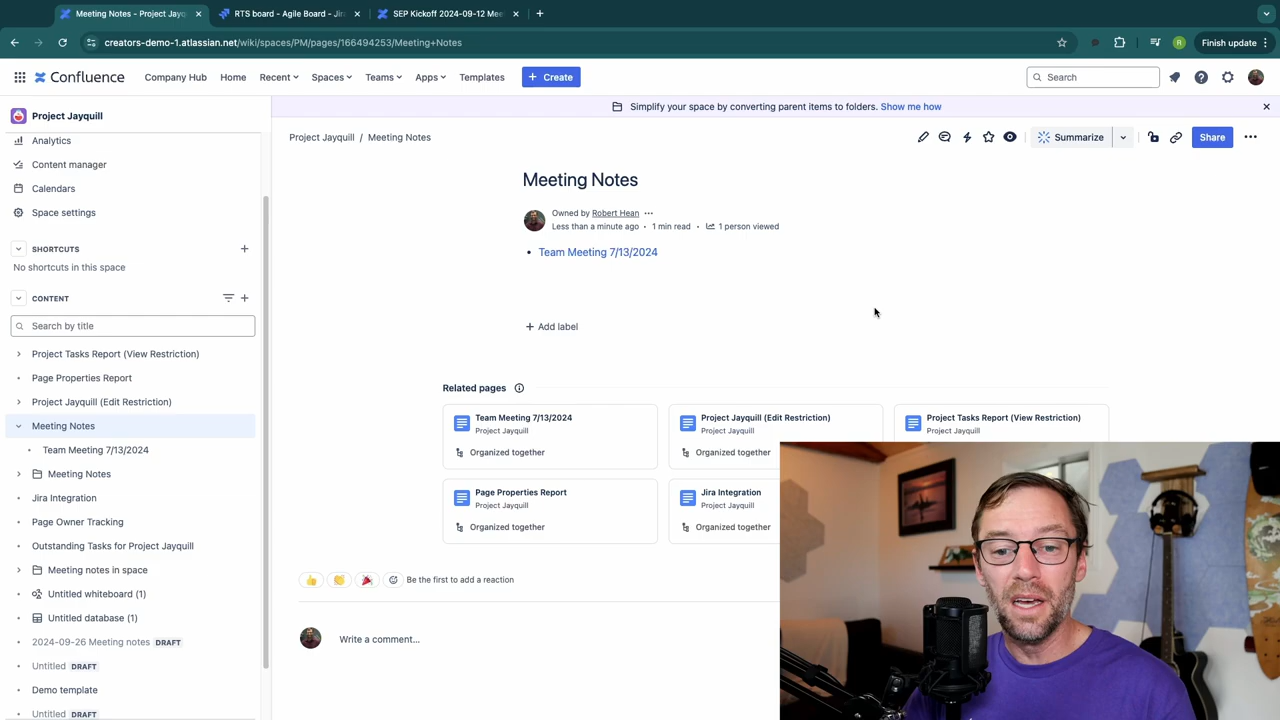 Meeting Notes - Project Jayqu
RTS board - Agile Board - Jira
SEP Kickoff 2024-09-12 Mee
creators-demo-1.atlassian.net/wiki/spaces/PM/pages/166494253/Meeting+Notes
R
Finish update
Confluence
Company Hub
Home
Recent
Spaces
Teams
Apps
Templates
+ Create
Search
Project Jayquill
Simplify your space by converting parent items to folders. Show me how
Analytics
Content manager
Calendars
Space settings
SHORTCUTS
No shortcuts in this space
CONTENT
Search by title
Project Tasks Report (View Restriction)
Page Properties Report
Project Jayquill (Edit Restriction)
Meeting Notes
Team Meeting 7/13/2024
Meeting Notes
Jira Integration
Page Owner Tracking
Outstanding Tasks for Project Jayquill
Meeting notes in space
Untitled whiteboard (1)
Untitled database (1)
2024-09-26 Meeting notes DRAFT
Untitled DRAFT
Demo template
Untitled DRAFT
Project Jayquill / Meeting Notes
Summarize
Share
Meeting Notes
Owned by Robert Hean
Less than a minute ago • 1 min read • 1 person viewed
• Team Meeting 7/13/2024
+ Add label
Related pages
Team Meeting 7/13/2024
Project Jayquill
Organized together
Project Jayquill (Edit Restriction)
Project Jayquill
Organized together
Project Tasks Report (View Restriction)
Project Jayquill
Page Properties Report
Project Jayquill
Organized together
Jira Integration
Project Jayquill
Organized together
Be the first to add a reaction
Write a comment...